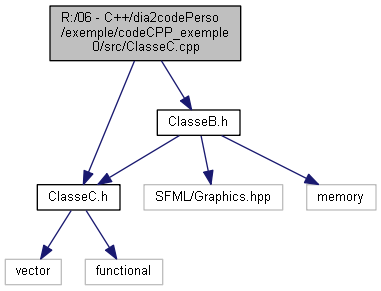 R:/06 - C++/dia2codePerso
/exemple/codeCPP_exemple
0/src/ClasseC.cpp
ClasseB.h
ClasseC.h
SFML/Graphics.hpp
memory
vector
functional